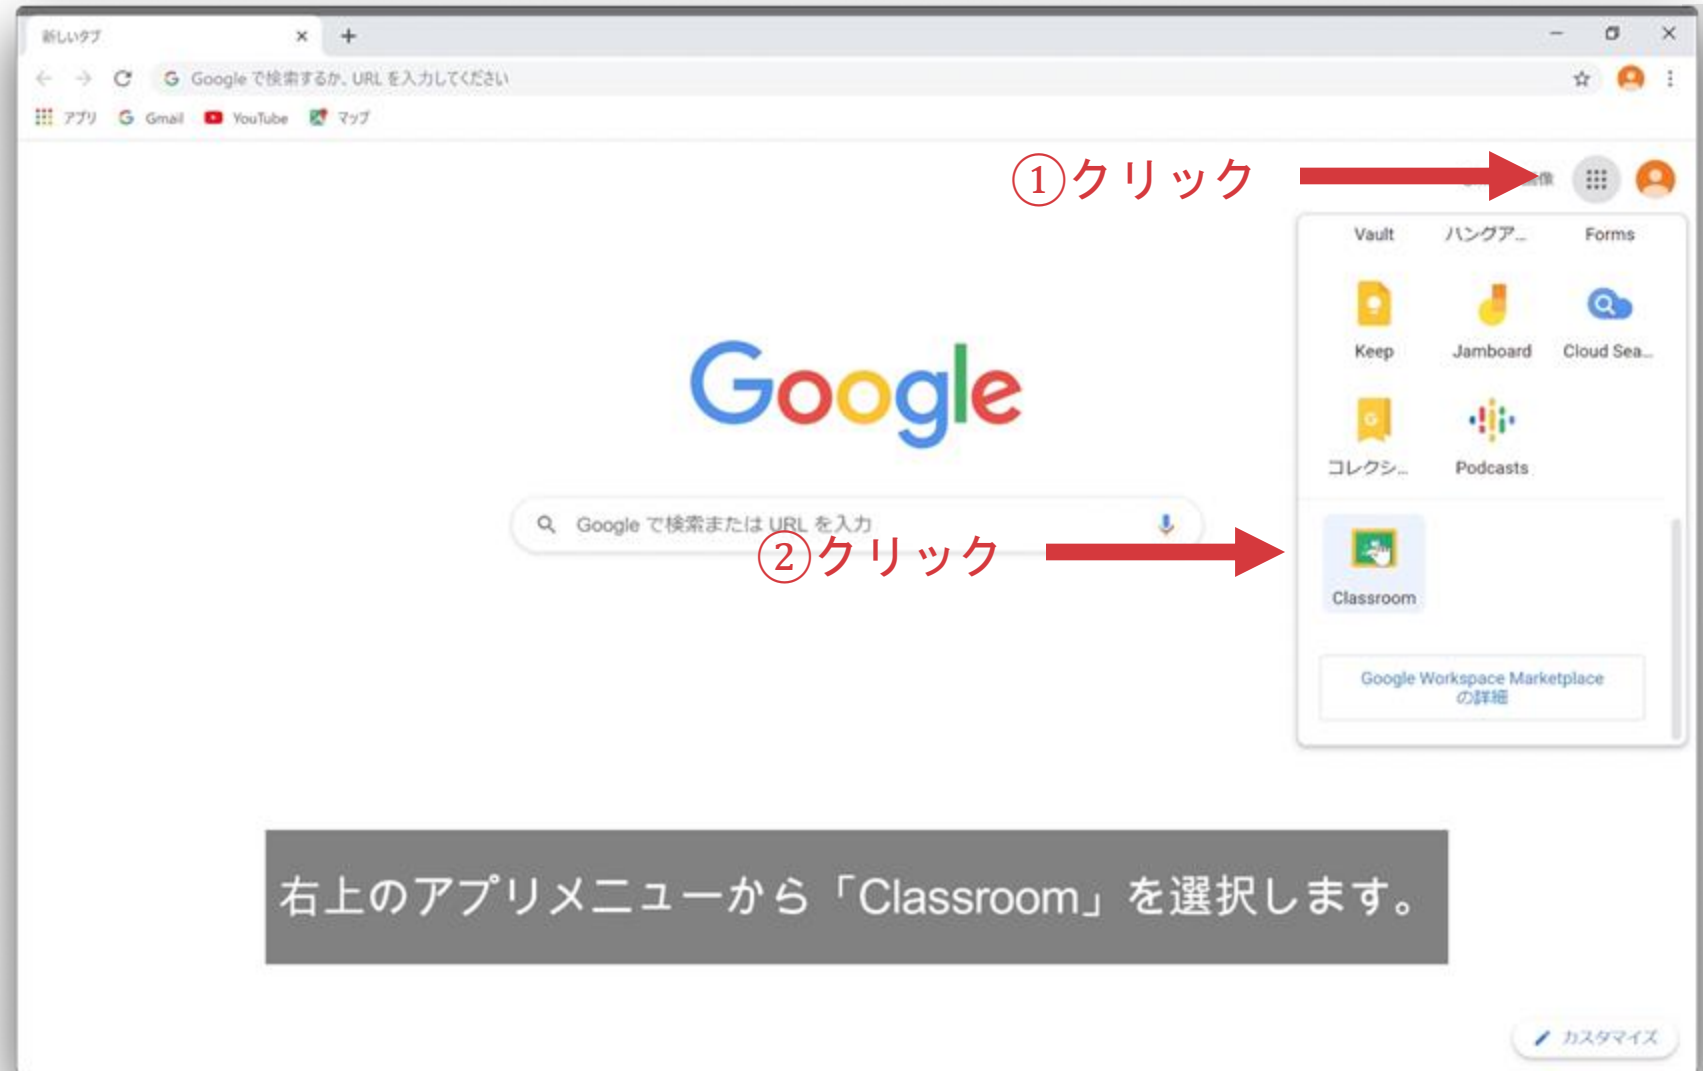 新しいタブ
Google で検索するか、URL を入力してください
アプリ Gmail YouTube マップ
①クリック
像
Vault ハングア... Forms
Keep Jamboard Cloud Sea...
Google
コレクシ... Podcasts
Google で検索または URL を入力
②クリック
Classroom
Google Workspace Marketplace
の詳細
右上のアプリメニューから「Classroom」を選択します。
カスタマイズ